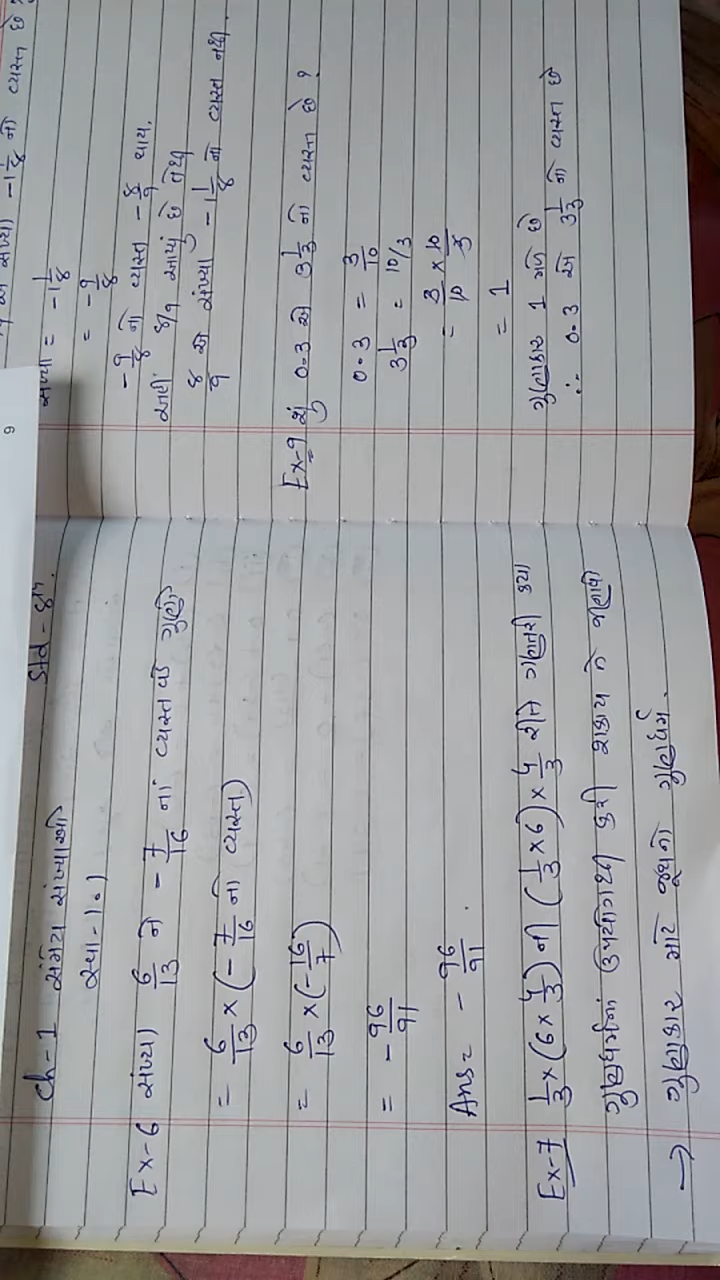 Std - 8th.
Ch-1 સંમેય સંખ્યાઓ
સ્વા-1.1
Ex-6 સંખ્યા 6/13 ને - 7/16 નાં વ્યસ્ત વડે ગુણો
= 6/13 × (- 7/16 નો વ્યસ્ત)
= 6/13 × (- 16/7)
= - 96/91
Ans = - 96/91.
Ex-7 1/3 × (6 × 4/3) ની (1/3 × 6) × 4/3 રીતે ગણતરી કયા
ગુણધર્મનાં ઉપયોગથી કરી શકાય તે જણાવો
→ ગુણાકાર માટે જૂથનો ગુણધર્મ.
- 1 1/8 નો વ્યસ્ત છે ?
સંખ્યા = - 1 1/8
= - 9/8
- 9/8 નો વ્યસ્ત - 8/9 થાય.
અહીં 8/9 આપ્યું છે તેથી
8/9 એ સંખ્યા - 1 1/8 નો વ્યસ્ત નથી.
Ex-9 શું 0.3 એ 3 1/3 નો વ્યસ્ત છે ?
0.3 = 3/10
3 1/3 = 10/3
= 3/10 × 10/3
= 1
ગુણાકાર 1 મળે છે
∴ 0.3 એ 3 1/3 નો વ્યસ્ત છે
9